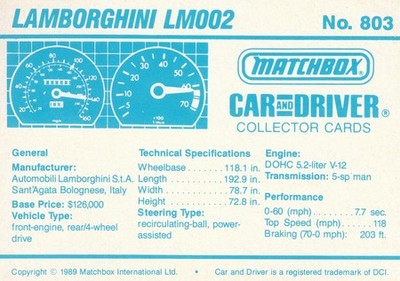 LAMBORGHINI LM002
No. 803
MATCHBOX
CAR AND DRIVER®
COLLECTOR CARDS
General
Manufacturer:
Automobili Lamborghini S.t.A.
Sant'Agata Bolognese, Italy
Base Price: $126,000
Vehicle Type:
front-engine, rear/4-wheel
drive
Technical Specifications
Wheelbase 118.1 in.
Length 192.9 in.
Width 78.7 in.
Height 72.8 in.
Steering Type:
recirculating-ball, power-
assisted
Engine:
DOHC 5.2-liter V-12
Transmission: 5-sp man
Performance
0-60 (mph) 7.7 sec.
Top Speed (mph) 118
Braking (70-0 mph): 203 ft.
Copyright © 1989 Matchbox International Ltd. • Car and Driver is a registered trademark of DCI.